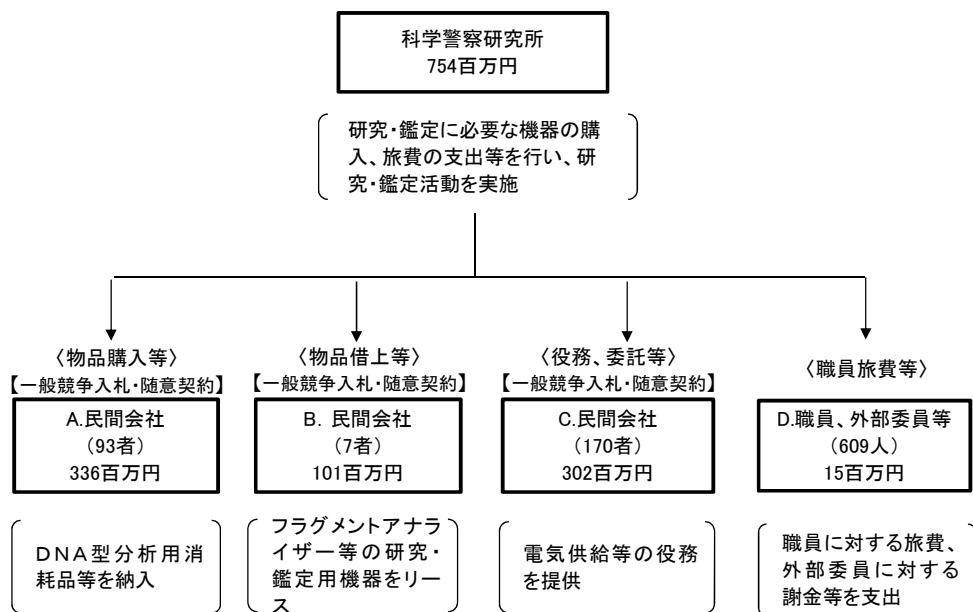 科学警察研究所
754百万円
研究・鑑定に必要な機器の購
入、旅費の支出等を行い、研
究・鑑定活動を実施
〈物品購入等〉
【一般競争入札・随意契約】
A.民間会社
（93者）
336百万円
DNA型分析用消
耗品等を納入
〈物品借上等〉
【一般競争入札・随意契約】
B. 民間会社
（7者）
101百万円
フラグメントアナラ
イザー等の研究・
鑑定用機器をリー
ス
〈役務、委託等〉
【一般競争入札・随意契約】
C.民間会社
（170者）
302百万円
電気供給等の役務
を提供
〈職員旅費等〉
D.職員、外部委員等
（609人）
15百万円
職員に対する旅費、
外部委員に対する
謝金等を支出